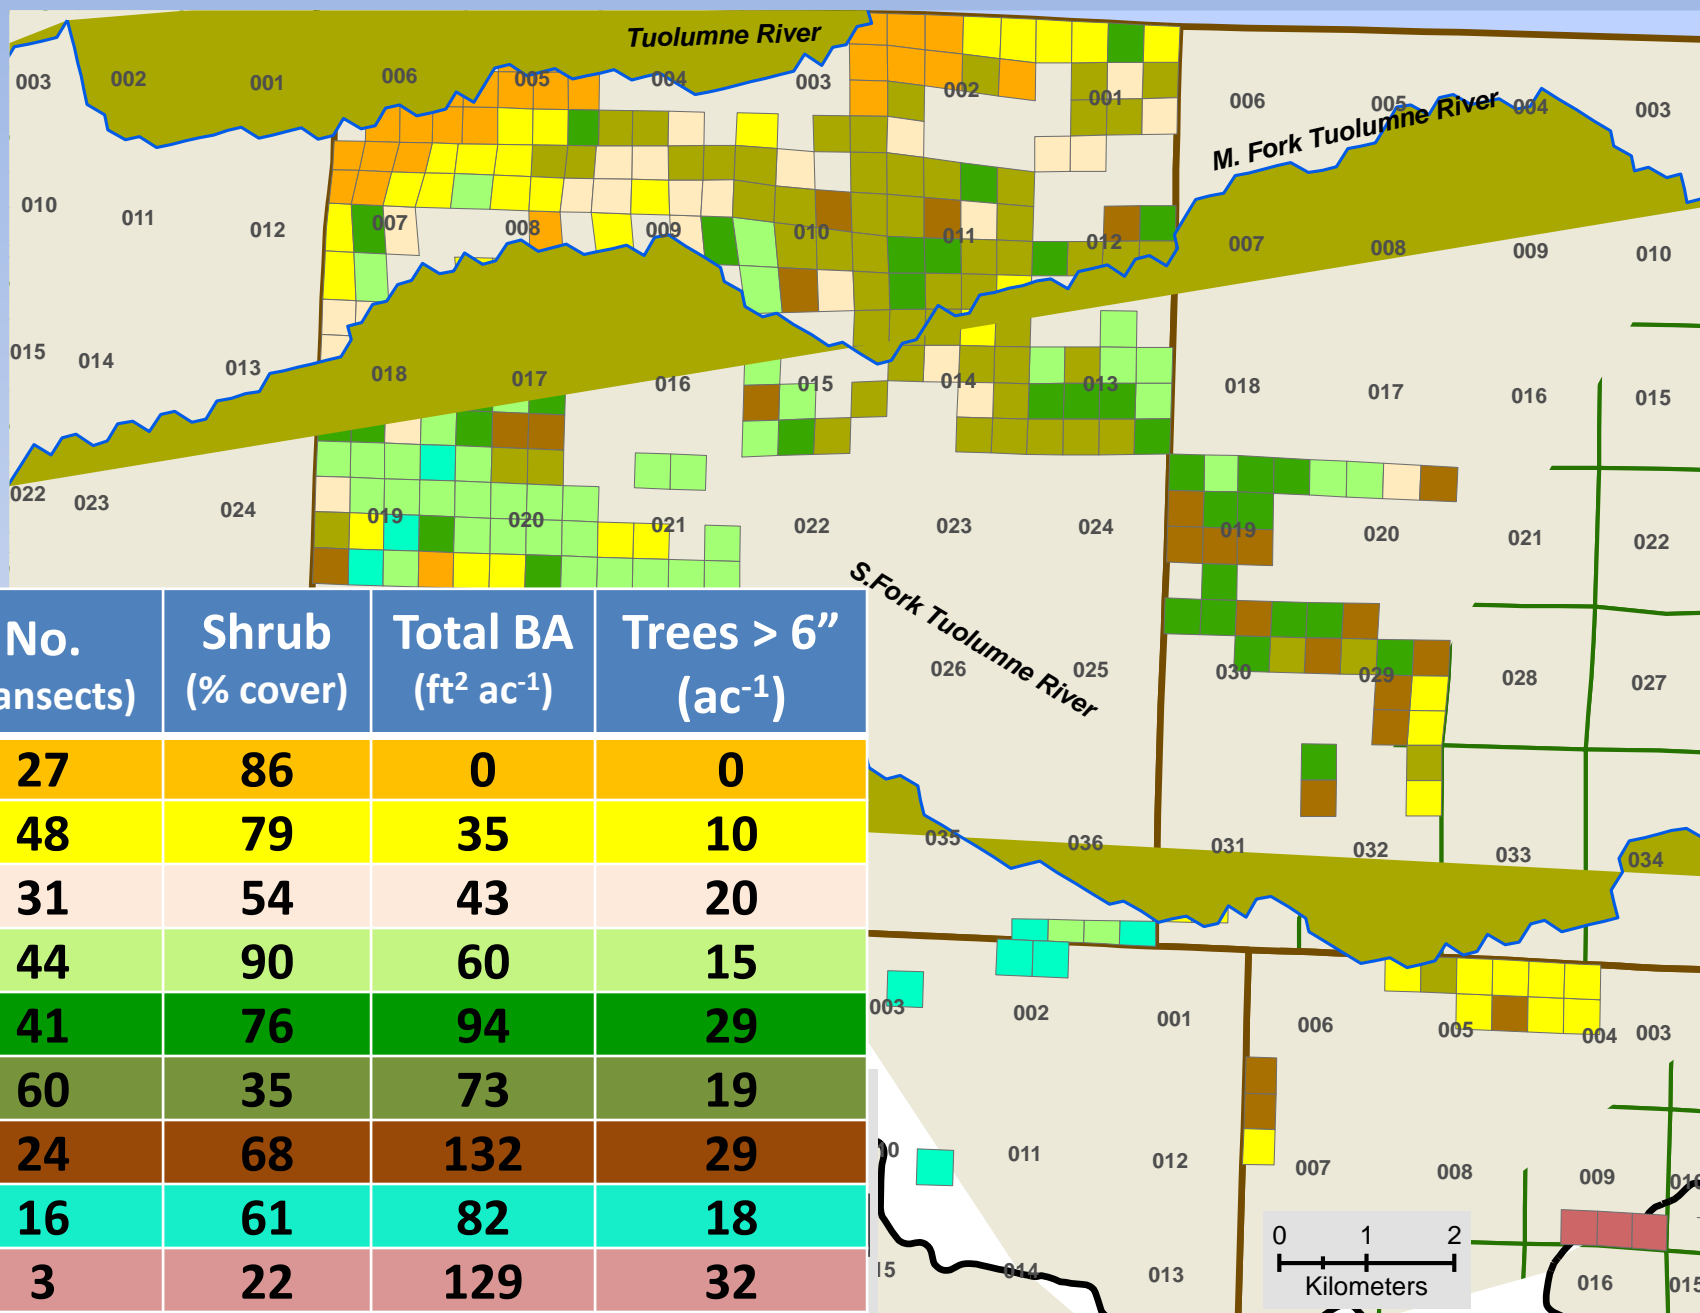 Tuolumne River
003 002 001 006 005 004 003 002 001 006 005 004 003
M. Fork Tuolumne River
010 011 012 007 008 009 010 011 012 007 008 009 010
015 014 013 018 017 016 015 014 013 018 017 016 015
022 023 024 019 020 021 022 023 024 019 020 021 022
S.Fork Tuolumne River
026 025 030 029 028 027
035 036 031 032 033 034
003 002 001 006 005 004 003
011 012 007 008 009
014 013 016 015
No. Shrub Total BA Trees > 6”
(% cover) (ft² ac⁻¹) (ac⁻¹)
27 86 0 0
48 79 35 10
31 54 43 20
44 90 60 15
41 76 94 29
60 35 73 19
24 68 132 29
16 61 82 18
3 22 129 32
0 1 2
Kilometers